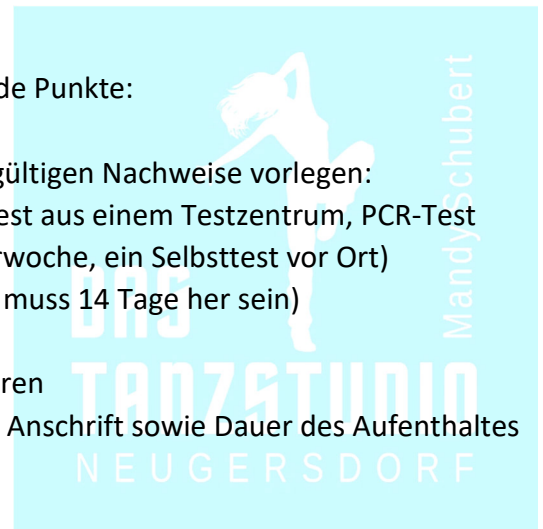 de Punkte:
gültigen Nachweise vorlegen:
est aus einem Testzentrum, PCR-Test
rwoche, ein Selbsttest vor Ort)
muss 14 Tage her sein)
ren
Anschrift sowie Dauer des Aufenthaltes
Mandy Schubert
DAS
TANZSTUDIO
NEUGERSDORF